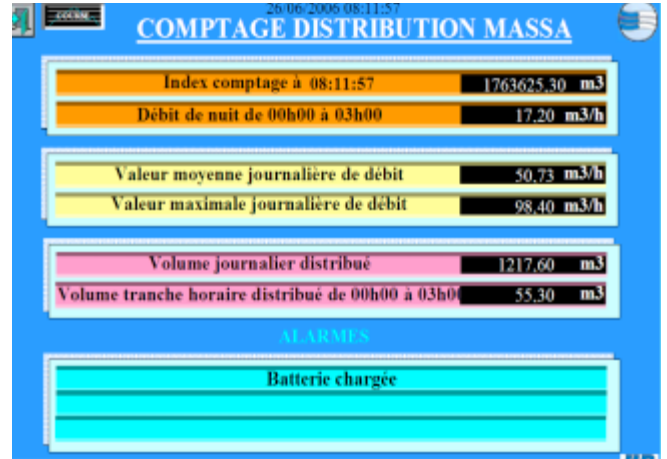 26/06/2006 08:11:57
COURBE
COMPTAGE DISTRIBUTION MASSA
Index comptage à 08:11:57 1763625,30 m3
Débit de nuit de 00h00 à 03h00 17,20 m3/h
Valeur moyenne journalière de débit 50,73 m3/h
Valeur maximale journalière de débit 98,40 m3/h
Volume journalier distribué 1217,60 m3
Volume tranche horaire distribué de 00h00 à 03h0 55,30 m3
ALARMES
Batterie chargée